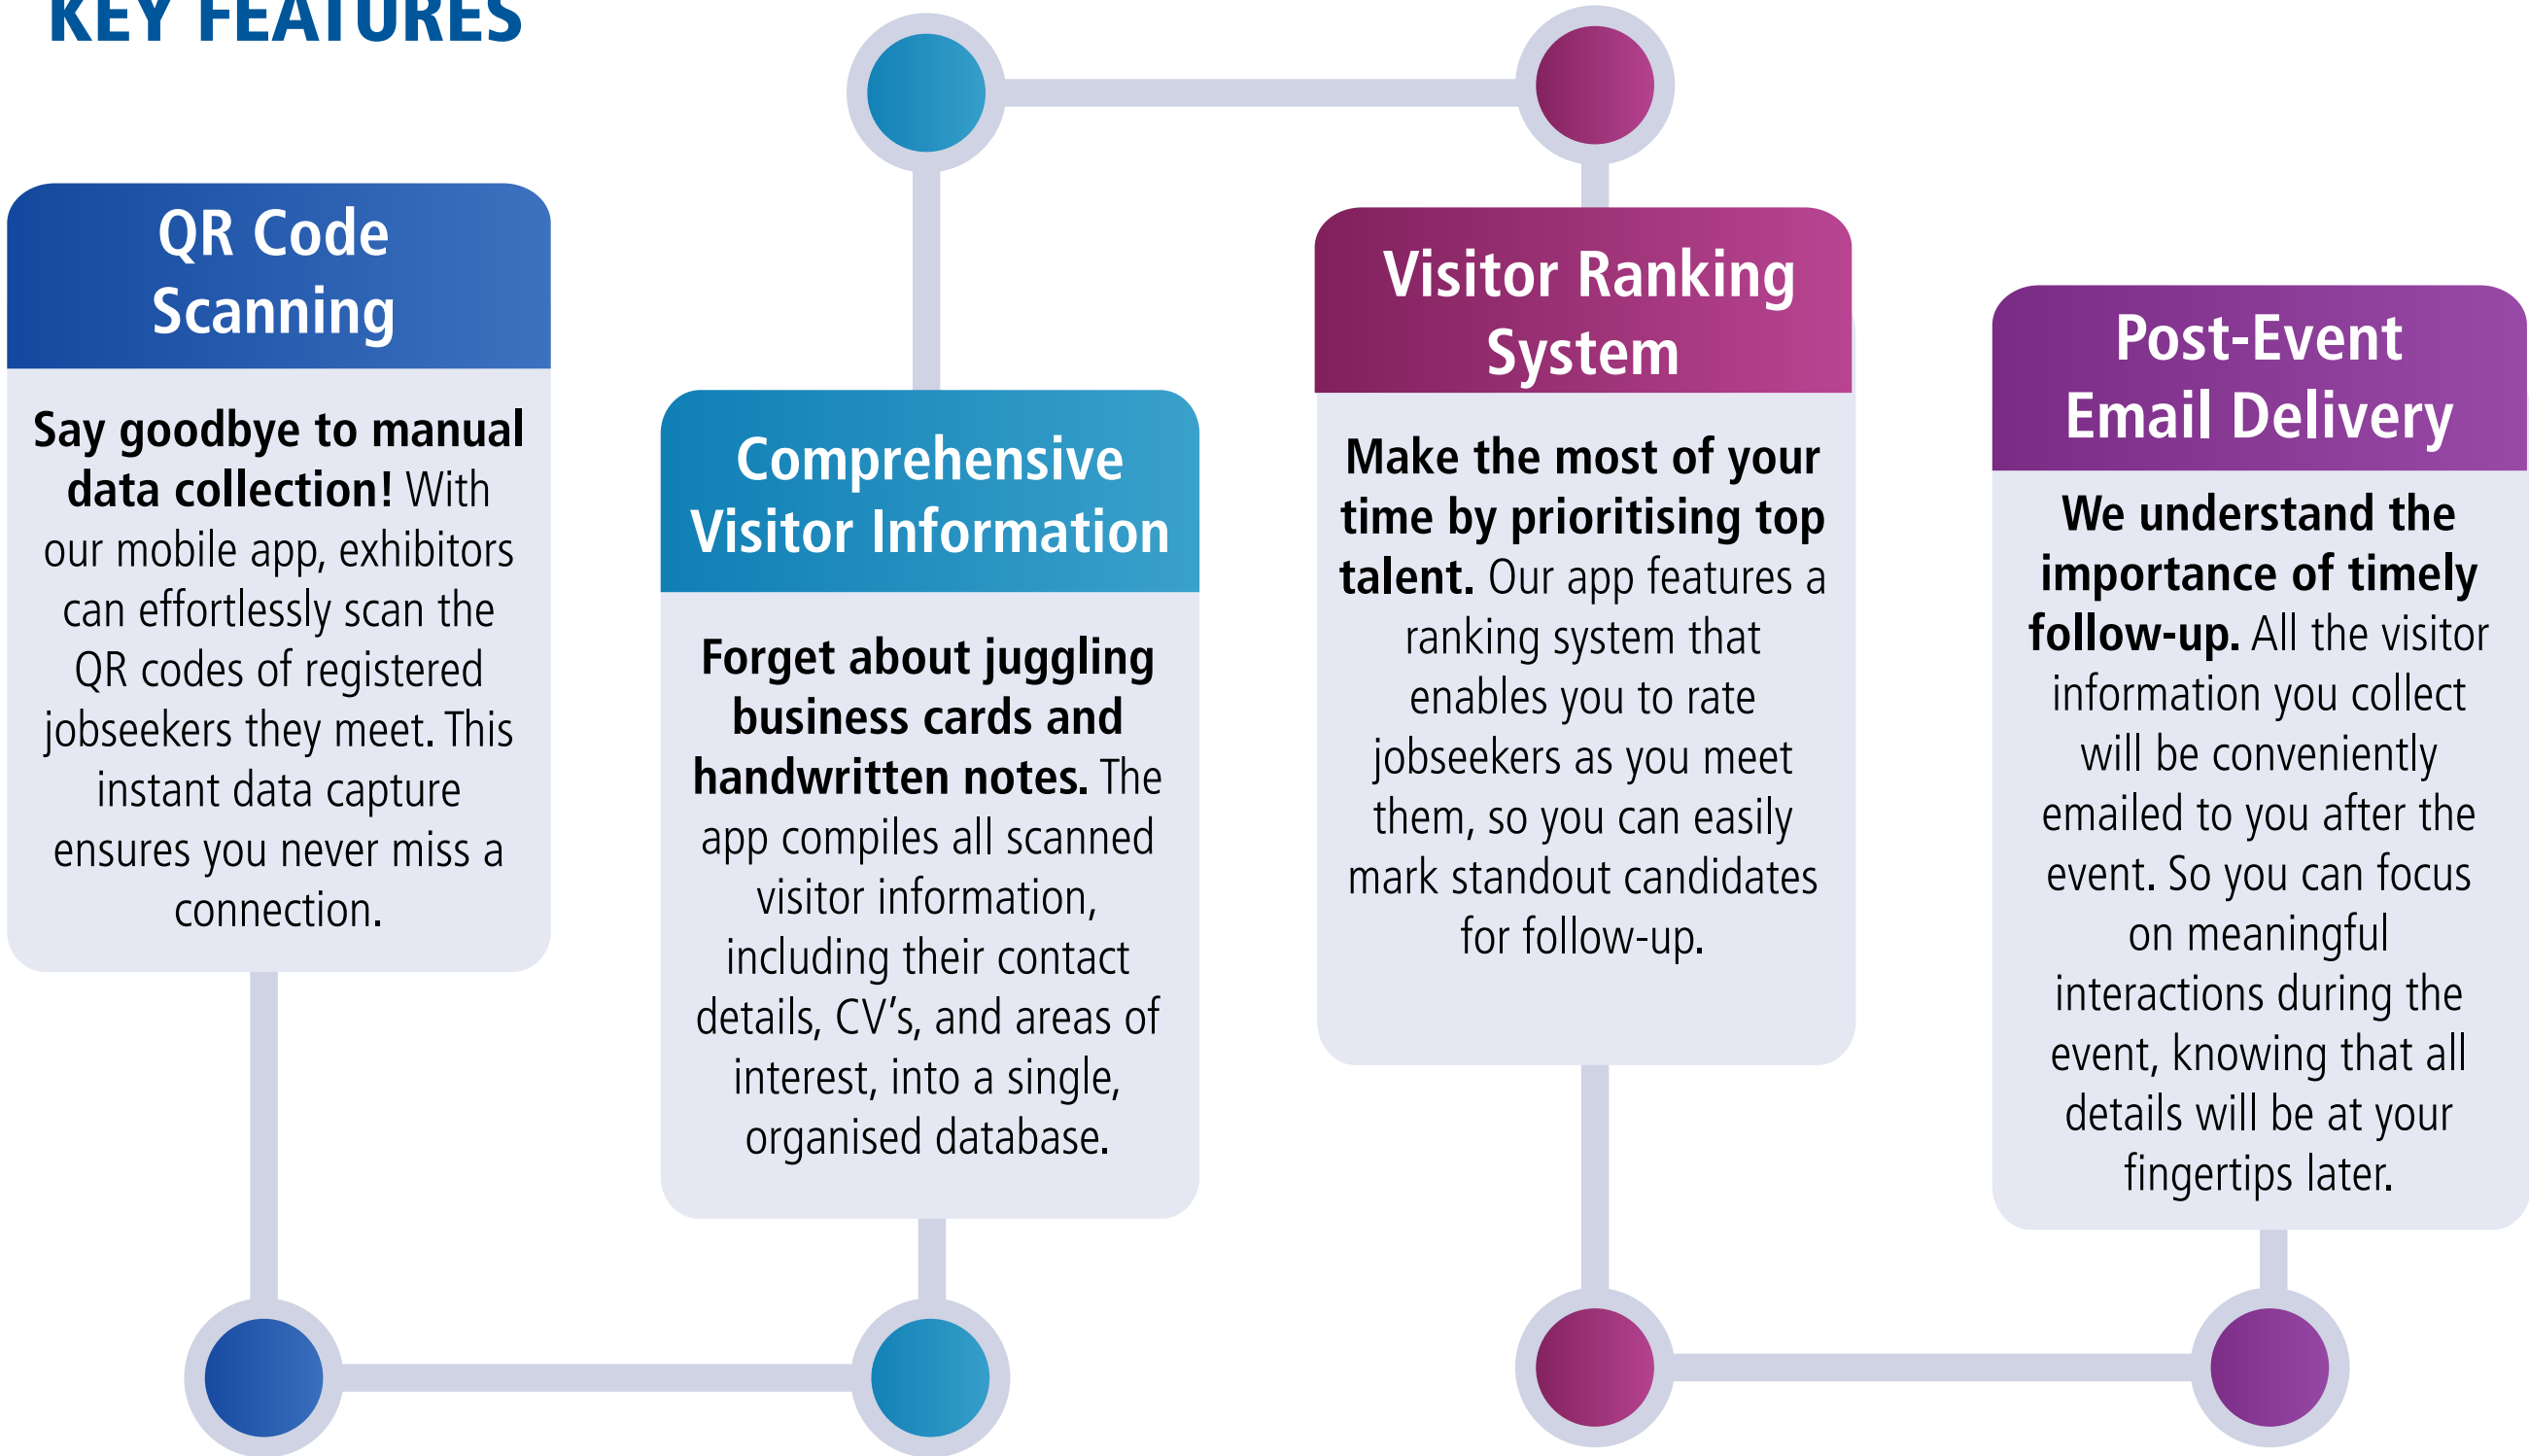 KEY FEATURES
QR Code
Scanning
Say goodbye to manual
data collection! With
our mobile app, exhibitors
can effortlessly scan the
QR codes of registered
jobseekers they meet. This
instant data capture
ensures you never miss a
connection.
Comprehensive
Visitor Information
Forget about juggling
business cards and
handwritten notes. The
app compiles all scanned
visitor information,
including their contact
details, CV’s, and areas of
interest, into a single,
organised database.
Visitor Ranking
System
Make the most of your
time by prioritising top
talent. Our app features a
ranking system that
enables you to rate
jobseekers as you meet
them, so you can easily
mark standout candidates
for follow-up.
Post-Event
Email Delivery
We understand the
importance of timely
follow-up. All the visitor
information you collect
will be conveniently
emailed to you after the
event. So you can focus
on meaningful
interactions during the
event, knowing that all
details will be at your
fingertips later.